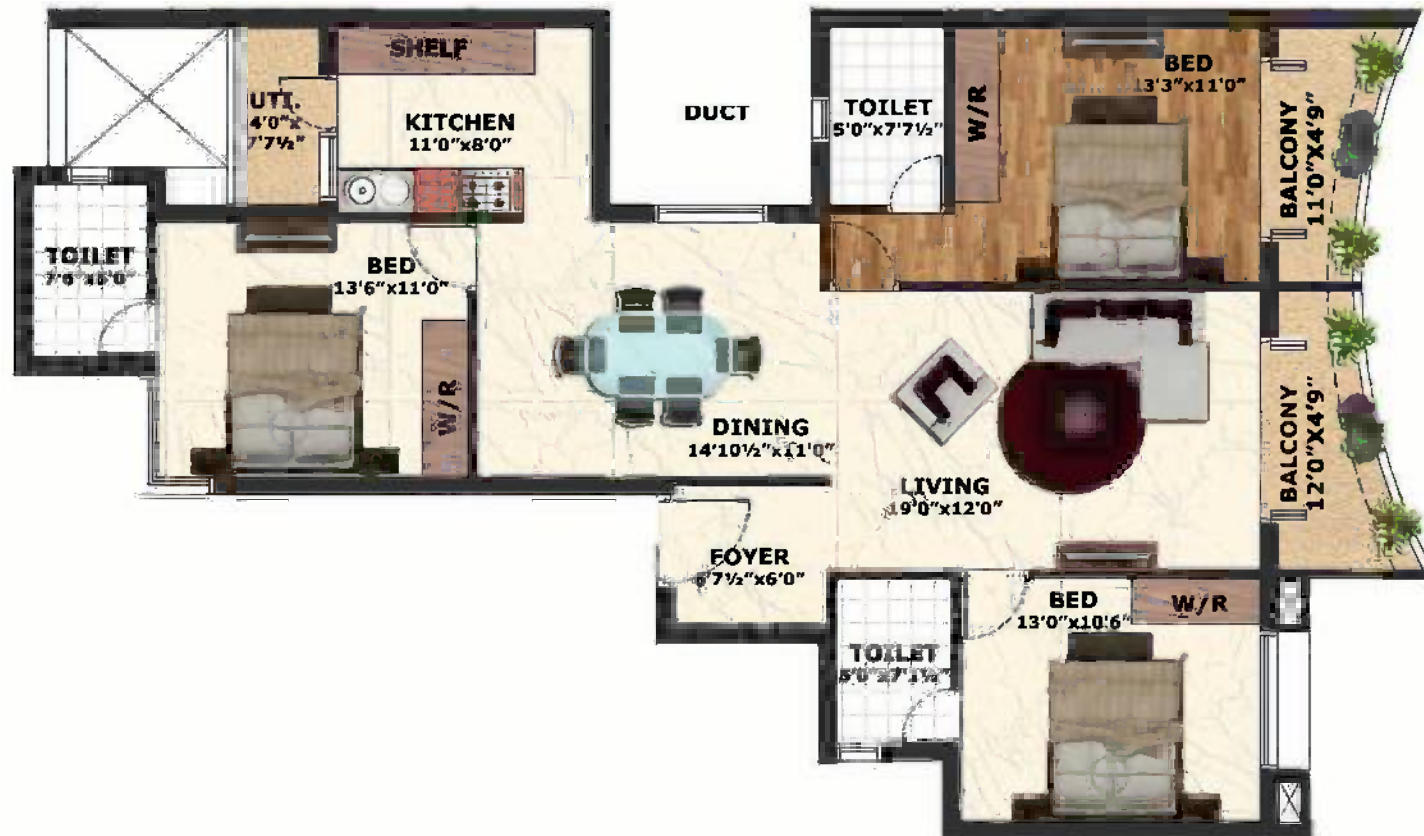 SHELF
UTI.
4'0"x
7'7½"
KITCHEN
11'0"x8'0"
DUCT
TOILET
5'0"x7'7½"
W/R
BED
13'3"x11'0"
BALCONY
11'0"X4'9"
TOILET
BED
13'6"x11'0"
W/R
DINING
14'10½"x11'0"
LIVING
19'0"x12'0"
BALCONY
12'0"X4'9"
FOYER
TOILET
BED
13'0"x10'6"
W/R